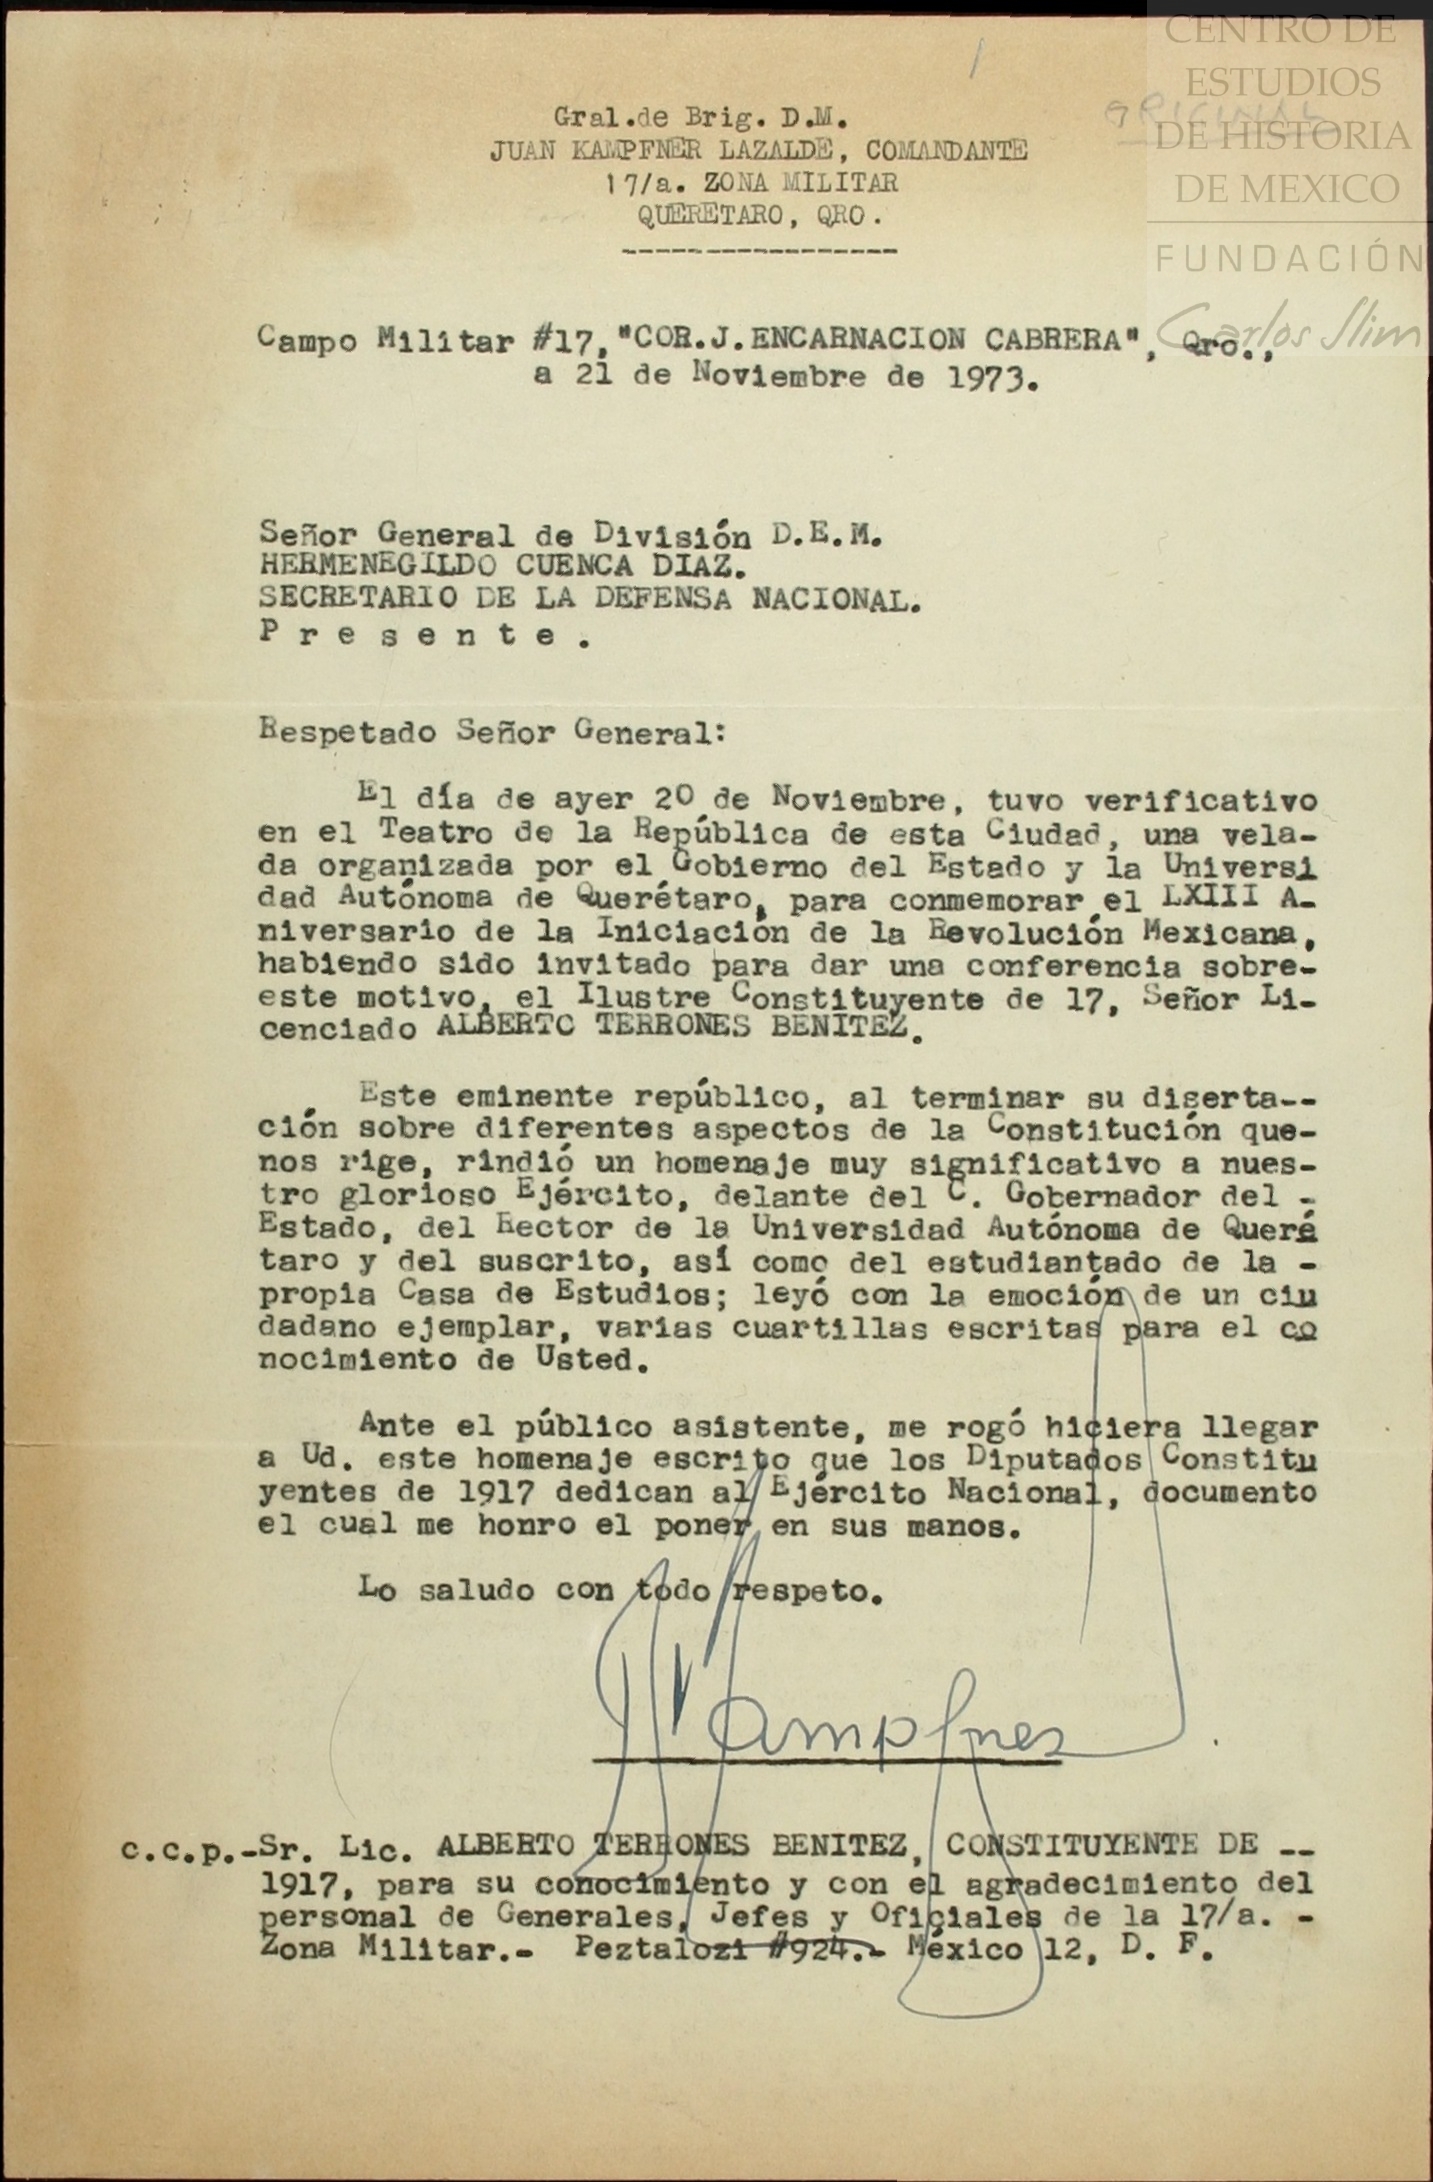 CENTRO DE
ESTUDIOS
DE HISTORIA
DE MEXICO
FUNDACIÓN
Carlos Slim
ORIGINAL
Gral.de Brig. D.M.
JUAN KAMPFNER LAZALDE, COMANDANTE
17/a. ZONA MILITAR
QUERETARO, QRO.
-----------------
Campo Militar #17, "COR.J.ENCARNACION CABRERA", Qro.,
a 21 de Noviembre de 1973.
Señor General de División D.E.M.
HERMENEGILDO CUENCA DIAZ.
SECRETARIO DE LA DEFENSA NACIONAL.
P r e s e n t e .
Respetado Señor General:
El día de ayer 20 de Noviembre, tuvo verificativo
en el Teatro de la República de esta Ciudad, una vela-
da organizada por el Gobierno del Estado y la Universi
dad Autónoma de Querétaro, para conmemorar el LXIII A-
niversario de la Iniciación de la Revolución Mexicana,
habiendo sido invitado para dar una conferencia sobre-
este motivo, el Ilustre Constituyente de 17, Señor Li-
cenciado ALBERTO TERRONES BENITEZ.
Este eminente repúblico, al terminar su diserta--
ción sobre diferentes aspectos de la Constitución que-
nos rige, rindió un homenaje muy significativo a nues-
tro glorioso Ejército, delante del C. Gobernador del -
Estado, del Rector de la Universidad Autónoma de Queré
taro y del suscrito, así como del estudiantado de la -
propia Casa de Estudios; leyó con la emoción de un ciu
dadano ejemplar, varias cuartillas escritas para el co
nocimiento de Usted.
Ante el público asistente, me rogó hiciera llegar
a Ud. este homenaje escrito que los Diputados Constitu
yentes de 1917 dedican al Ejército Nacional, documento
el cual me honro el poner en sus manos.
Lo saludo con todo respeto.
Kampfner
c.c.p.-Sr. Lic. ALBERTO TERRONES BENITEZ, CONSTITUYENTE DE --
1917, para su conocimiento y con el agradecimiento del
personal de Generales, Jefes y Oficiales de la 17/a. -
Zona Militar.- Peztalozi #924.- México 12, D. F.